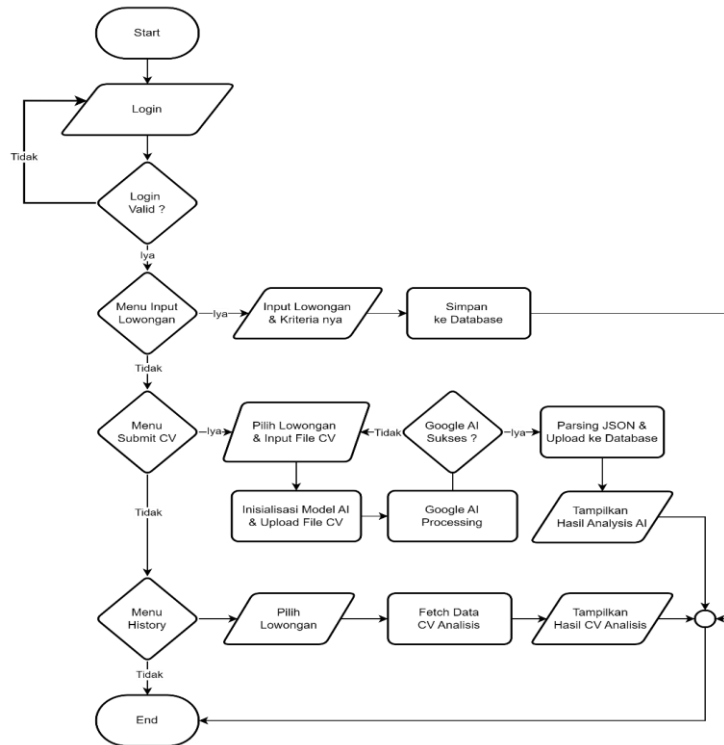 Start
Login
Tidak
Login
Valid ?
Iya
Menu Input
Lowongan
Iya
Input Lowongan
& Kriteria nya
Simpan
ke Database
Tidak
Menu
Submit CV
Iya
Pilih Lowongan
& Input File CV
Tidak
Google AI
Sukses ?
Iya
Parsing JSON &
Upload ke Database
Inisialisasi Model AI
& Upload File CV
Google AI
Processing
Tampilkan
Hasil Analysis AI
Tidak
Menu
History
Pilih
Lowongan
Fetch Data
CV Analisis
Tampilkan
Hasil CV Analisis
Tidak
End